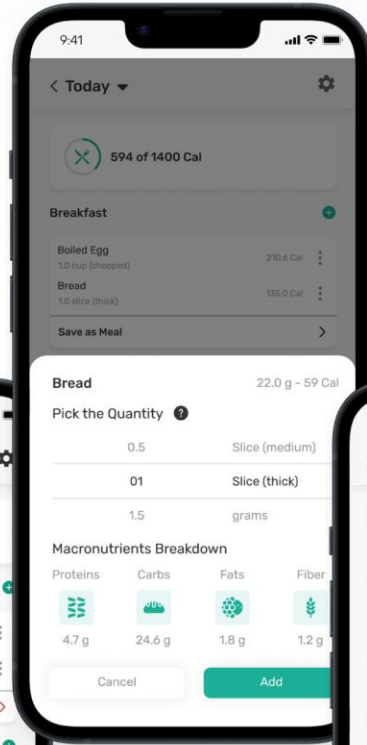 9:41
< Today
594 of 1400 Cal
Breakfast
Boiled Egg 210.6 Cal
1.0 cup (chopped)
Bread 135.0 Cal
1.0 slice (thick)
Save as Meal >
Bread 22.0 g - 59 Cal
Pick the Quantity ?
0.5 Slice (medium)
01 Slice (thick)
1.5 grams
Macronutrients Breakdown
Proteins Carbs Fats Fiber
4.7 g 24.6 g 1.8 g 1.2 g
Cancel Add